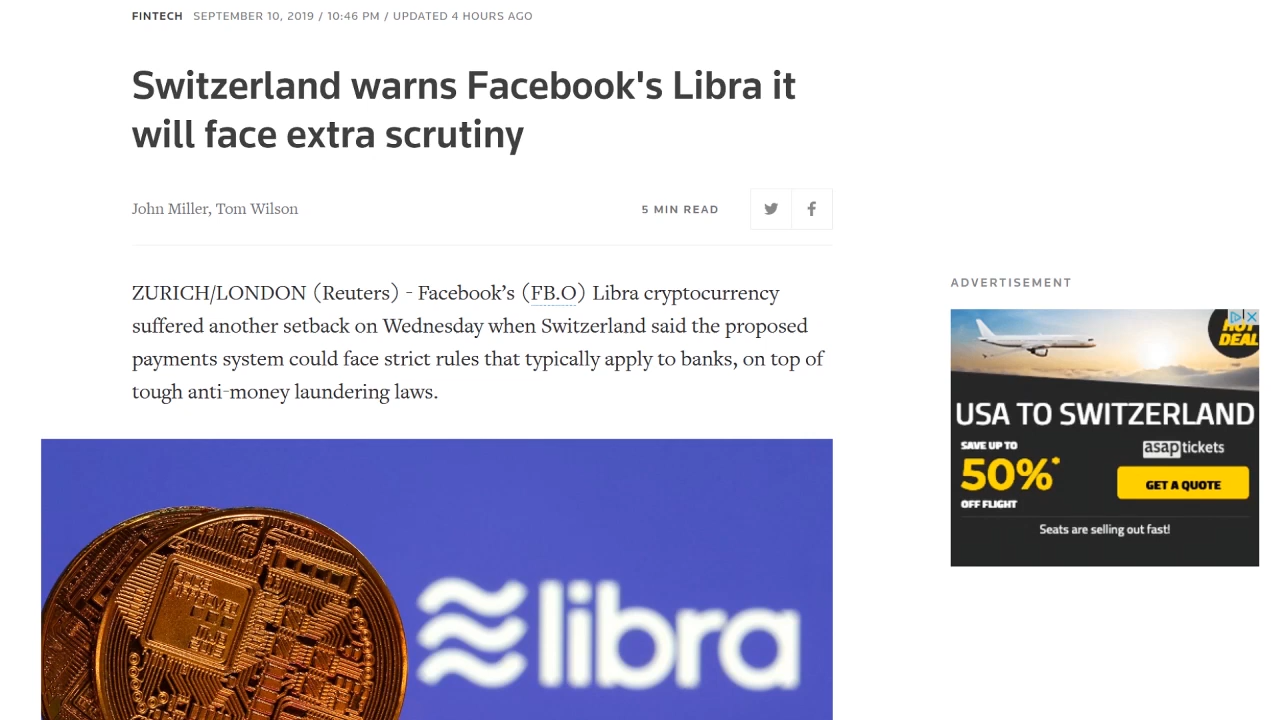 FINTECH SEPTEMBER 10, 2019 / 10:46 PM / UPDATED 4 HOURS AGO
Switzerland warns Facebook's Libra it
will face extra scrutiny
John Miller, Tom Wilson
5 MIN READ
ZURICH/LONDON (Reuters) - Facebook’s (FB.O) Libra cryptocurrency
suffered another setback on Wednesday when Switzerland said the proposed
payments system could face strict rules that typically apply to banks, on top of
tough anti-money laundering laws.
libra
ADVERTISEMENT
HOT
DEAL
USA TO SWITZERLAND
SAVE UP TO
50%*
OFF FLIGHT
asaptickets
GET A QUOTE
Seats are selling out fast!